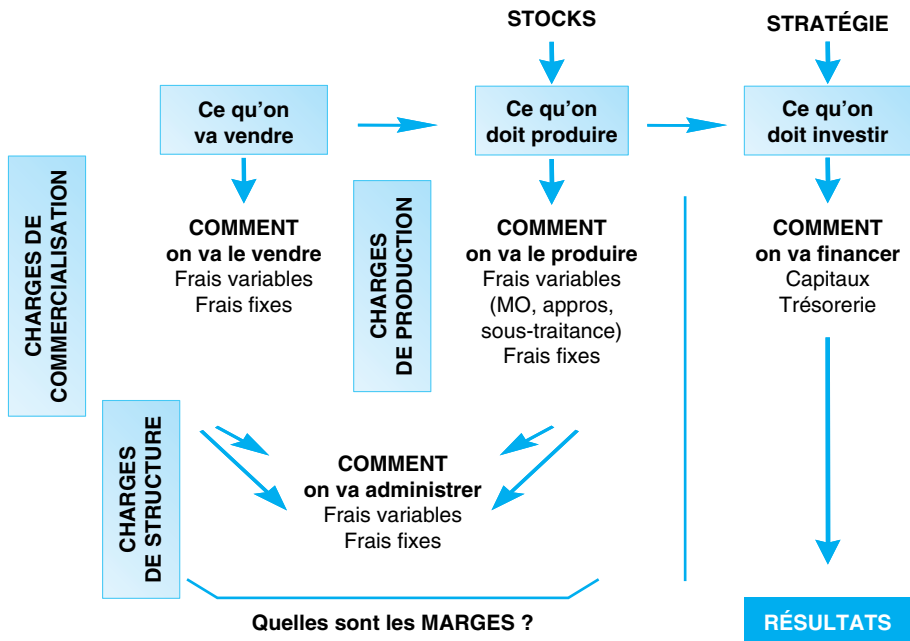 STOCKS
STRATÉGIE
Ce qu'on
va vendre
Ce qu'on
doit produire
Ce qu'on
doit investir
CHARGES DE
COMMERCIALISATION
COMMENT
on va le vendre
Frais variables
Frais fixes
CHARGES
DE PRODUCTION
COMMENT
on va le produire
Frais variables
(MO, appros,
sous-traitance)
Frais fixes
COMMENT
on va financer
Capitaux
Trésorerie
CHARGES
DE STRUCTURE
COMMENT
on va administrer
Frais variables
Frais fixes
Quelles sont les MARGES ?
RÉSULTATS